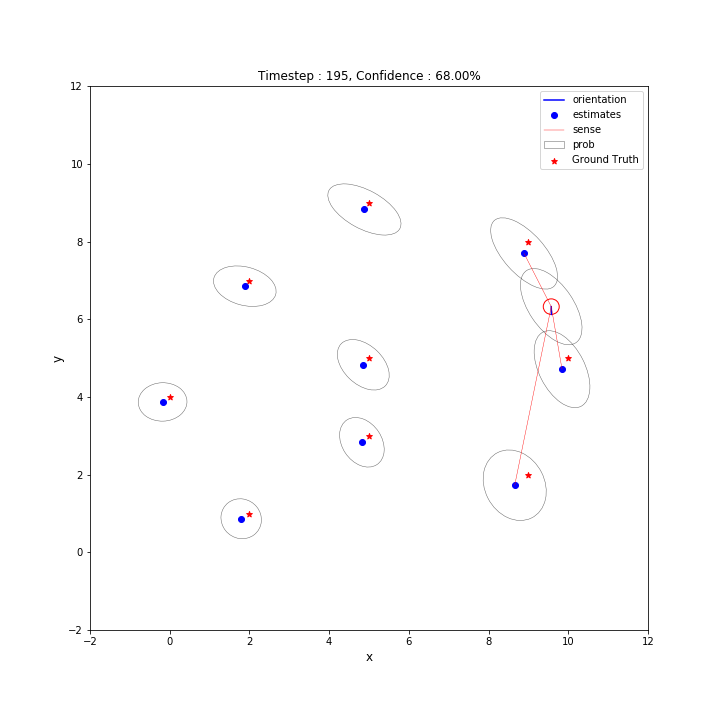 Timestep : 195, Confidence : 68.00%
orientation
estimates
sense
prob
Ground Truth
12
10
8
6
4
2
0
−2
y
−2 0 2 4 6 8 10 12
x